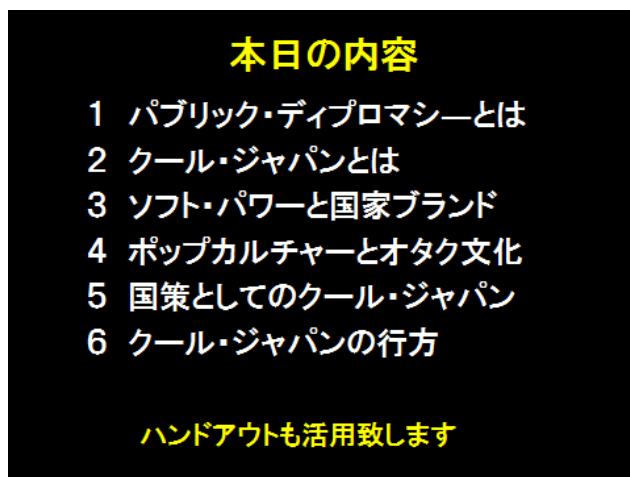 本日の内容
1 パブリック・ディプロマシ―とは
2 クール・ジャパンとは
3 ソフト・パワーと国家ブランド
4 ポップカルチャーとオタク文化
5 国策としてのクール・ジャパン
6 クール・ジャパンの行方
ハンドアウトも活用致します